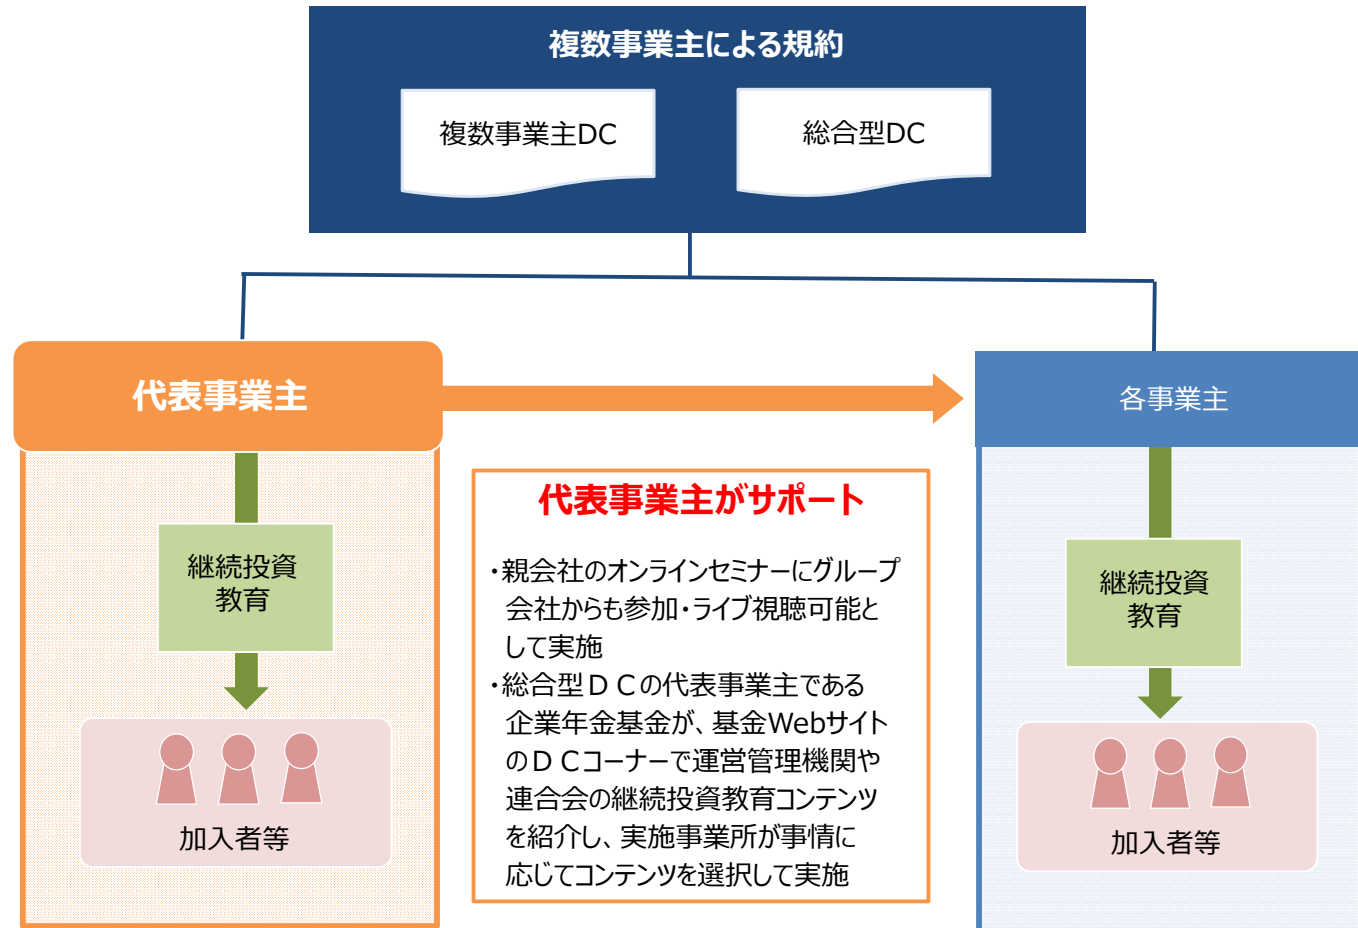 複数事業主による規約
複数事業主DC
総合型DC
代表事業主
各事業主
継続投資
教育
加入者等
代表事業主がサポート
・親会社のオンラインセミナーにグループ
会社からも参加・ライブ視聴可能と
して実施
・総合型ＤＣの代表事業主である
企業年金基金が、基金Webサイト
のＤＣコーナーで運営管理機関や
連合会の継続投資教育コンテンツ
を紹介し、実施事業所が事情に
応じてコンテンツを選択して実施
継続投資
教育
加入者等